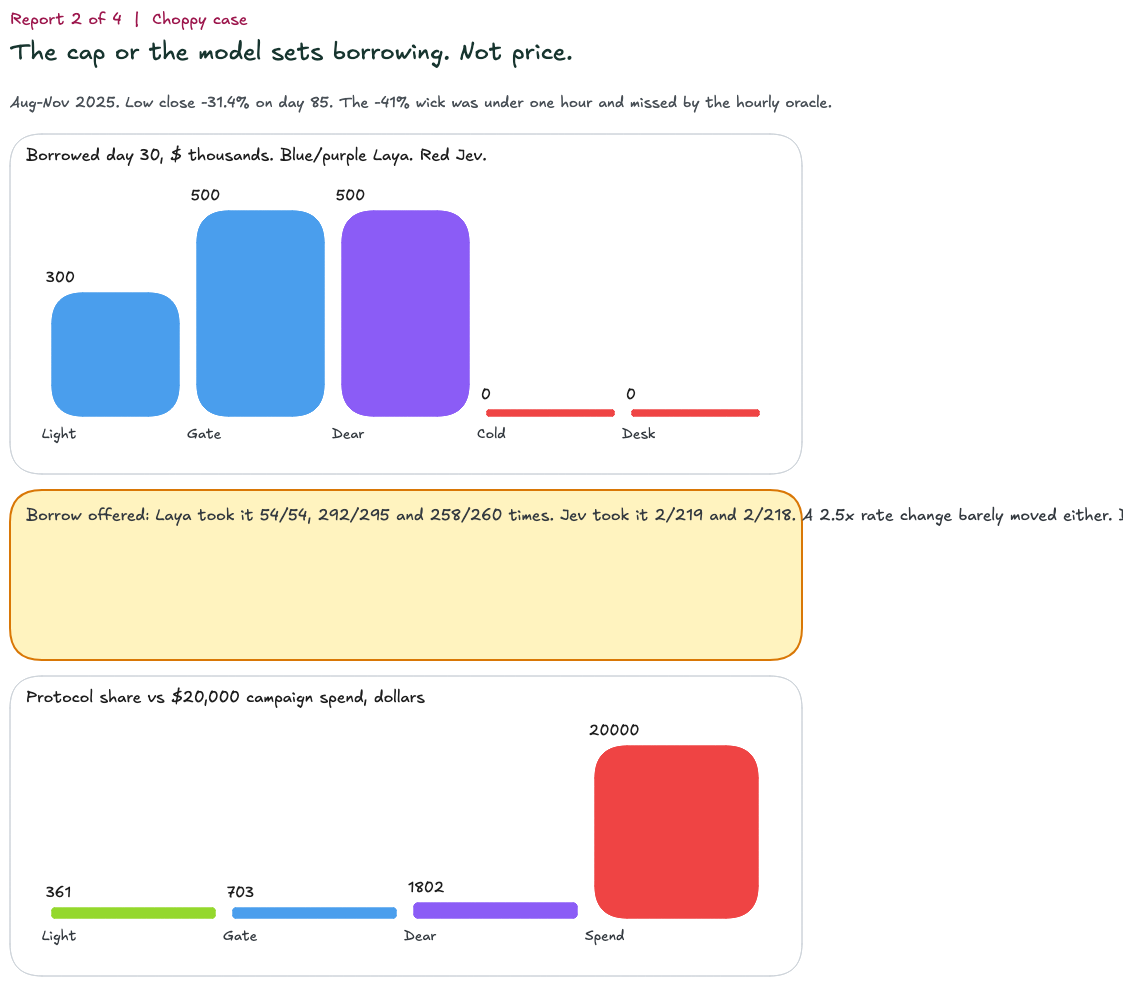 Report 2 of 4 | Choppy case
The cap or the model sets borrowing. Not price.
Aug-Nov 2025. Low close -31.4% on day 85. The -41% wick was under one hour and missed by the hourly oracle.
Borrowed day 30, $ thousands. Blue/purple Laya. Red Jev.
500 500
300
0 0
Light Gate Dear Cold Desk
Borrow offered: Laya took it 54/54, 292/295 and 258/260 times. Jev took it 2/219 and 2/218. A 2.5x rate change barely moved either.
Protocol share vs $20,000 campaign spend, dollars
20000
361 703 1802
Light Gate Dear Spend